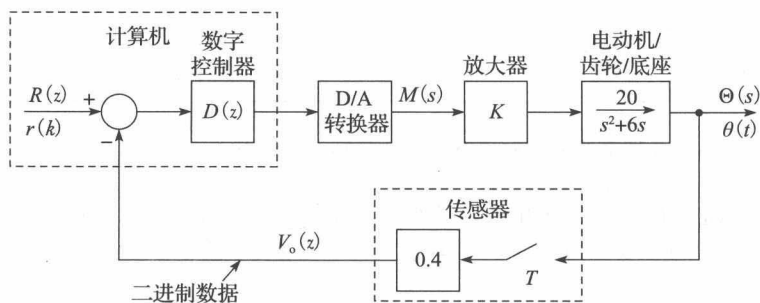 计算机
数字
控制器
R(z)
+
r(k)
−
D(z)
D/A
转换器
M(s)
放大器
K
电动机/
齿轮/底座
20
s²+6s
Θ(s)
θ(t)
传感器
0.4
T
V₀(z)
二进制数据